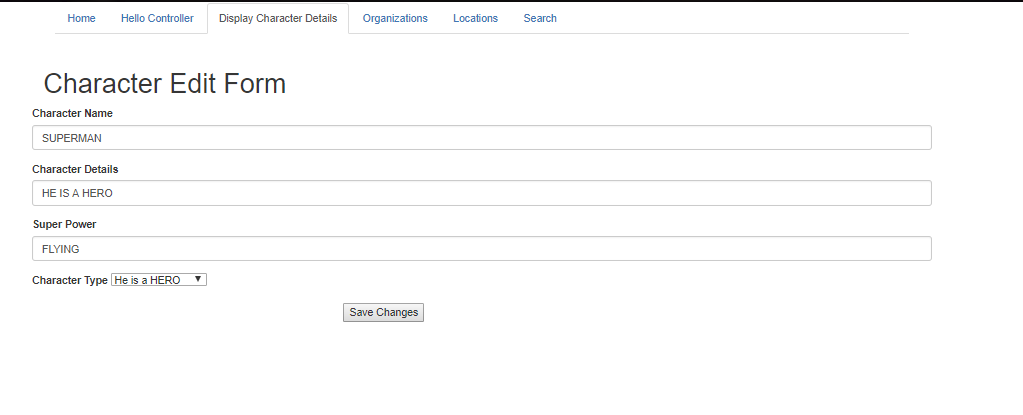 Home Hello Controller Display Character Details Organizations Locations Search
Character Edit Form
Character Name
SUPERMAN
Character Details
HE IS A HERO
Super Power
FLYING
Character Type He is a HERO
Save Changes